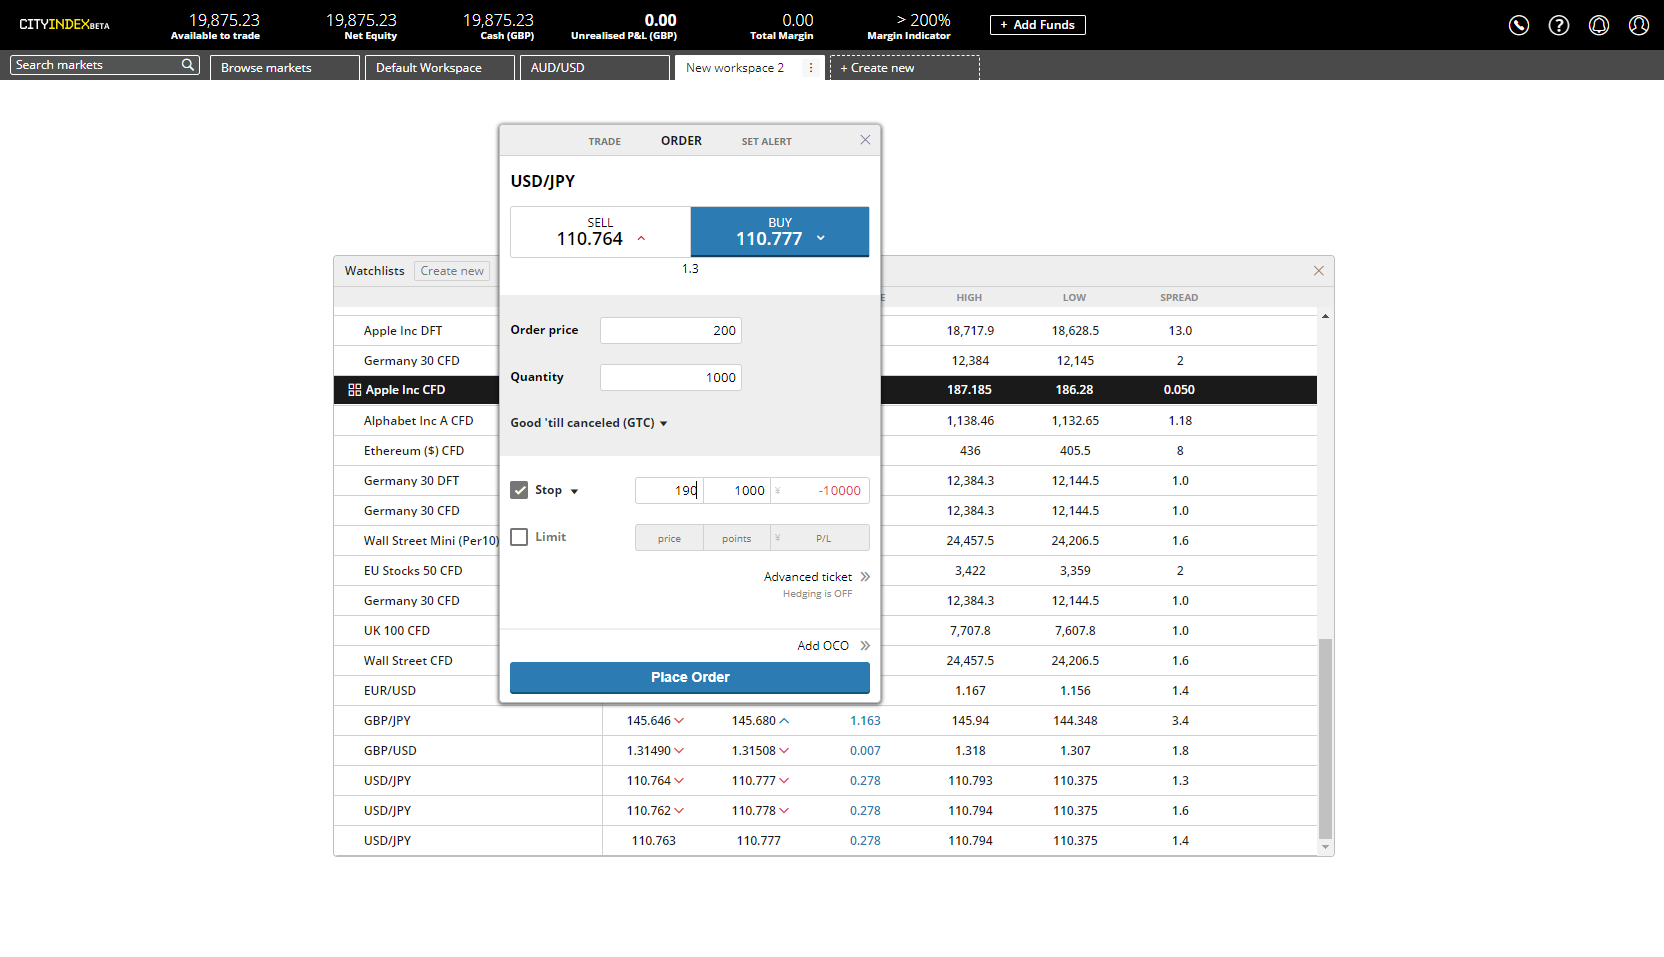 CITYINDEXBETA
19,875.23 19,875.23 19,875.23 0.00 0.00 > 200% + Add Funds
Available to trade Net Equity Cash (GBP) Unrealised P&L (GBP) Total Margin Margin Indicator
Search markets Browse markets Default Workspace AUD/USD New workspace 2 + Create new
TRADE ORDER SET ALERT
USD/JPY
SELL BUY
110.764 110.777
1.3
Order price 200
Quantity 1000
Good 'till canceled (GTC)
Stop 190 1000 ¥ -10000
Limit price points ¥ P/L
Advanced ticket
Hedging is OFF
Add OCO
Place Order
Watchlists Create new
E HIGH LOW SPREAD
Apple Inc DFT 18,717.9 18,628.5 13.0
Germany 30 CFD 12,384 12,145 2
Apple Inc CFD 187.185 186.28 0.050
Alphabet Inc A CFD 1,138.46 1,132.65 1.18
Ethereum ($) CFD 436 405.5 8
Germany 30 DFT 12,384.3 12,144.5 1.0
Germany 30 CFD 12,384.3 12,144.5 1.0
Wall Street Mini (Per10) 24,457.5 24,206.5 1.6
EU Stocks 50 CFD 3,422 3,359 2
Germany 30 CFD 12,384.3 12,144.5 1.0
UK 100 CFD 7,707.8 7,607.8 1.0
Wall Street CFD 24,457.5 24,206.5 1.6
EUR/USD 1.167 1.156 1.4
GBP/JPY 145.646 145.680 1.163 145.94 144.348 3.4
GBP/USD 1.31490 1.31508 0.007 1.318 1.307 1.8
USD/JPY 110.764 110.777 0.278 110.793 110.375 1.3
USD/JPY 110.762 110.778 0.278 110.794 110.375 1.6
USD/JPY 110.763 110.777 0.278 110.794 110.375 1.4